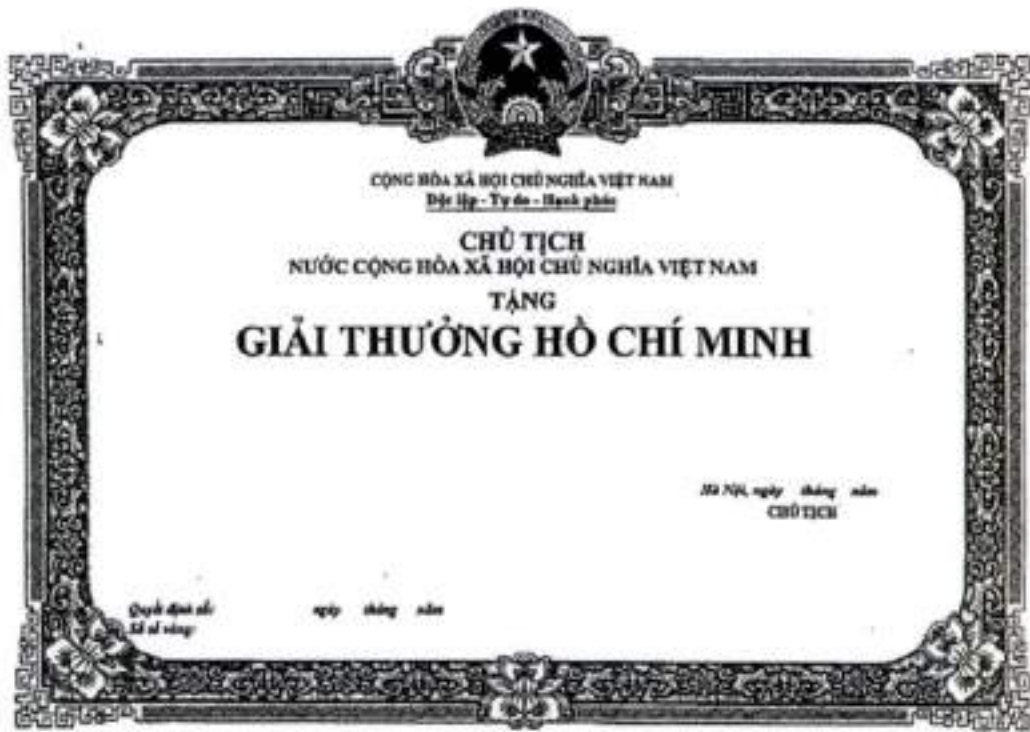 CỘNG HÒA XÃ HỘI CHỦ NGHĨA VIỆT NAM
Độc lập - Tự do - Hạnh phúc
CHỦ TỊCH
NƯỚC CỘNG HÒA XÃ HỘI CHỦ NGHĨA VIỆT NAM
TẶNG
GIẢI THƯỞNG HỒ CHÍ MINH
Hà Nội, ngày tháng năm
CHỦ TỊCH
Quyết định số: ngày tháng năm
Số sổ vàng: